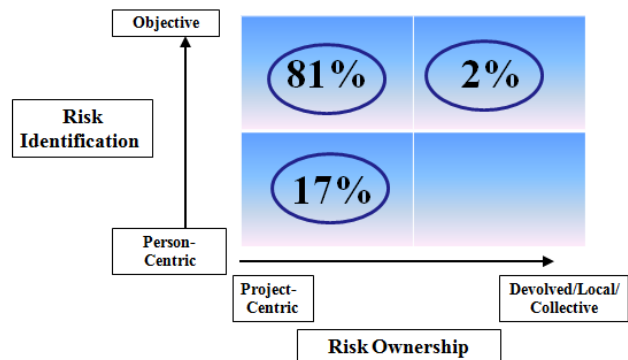 Objective
81%
2%
Risk
Identification
17%
Person-
Centric
Project-
Centric
Devolved/Local/
Collective
Risk Ownership